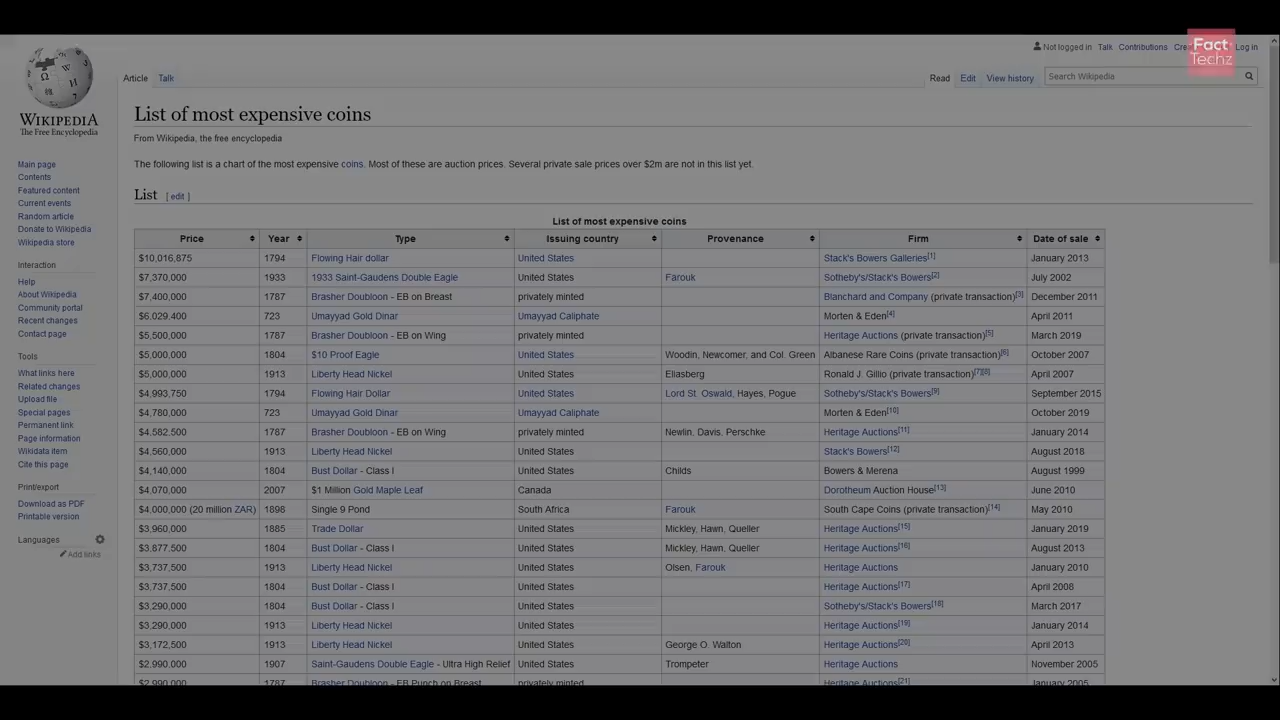 Fact
Techz
Not logged in Talk Contributions Log in
WIKIPEDIA
The Free Encyclopedia
Article Talk Read Edit View history Search Wikipedia
List of most expensive coins
From Wikipedia, the free encyclopedia
The following list is a chart of the most expensive coins. Most of these are auction prices. Several private sale prices over $2m are not in this list yet.
List [ edit ]
Main page
Contents
Featured content
Current events
Random article
Donate to Wikipedia
Wikipedia store
Interaction
Help
About Wikipedia
Community portal
Recent changes
Contact page
Tools
What links here
Related changes
Upload file
Special pages
Permanent link
Page information
Wikidata item
Cite this page
Print/export
Download as PDF
Printable version
Languages
Add links
List of most expensive coins
Price Year Type Issuing country Provenance Firm Date of sale
$10,016,875 1794 Flowing Hair dollar United States Stack's Bowers Galleries[1] January 2013
$7,370,000 1933 1933 Saint-Gaudens Double Eagle United States Farouk Sotheby's/Stack's Bowers[2] July 2002
$7,400,000 1787 Brasher Doubloon - EB on Breast privately minted Blanchard and Company (private transaction)[3] December 2011
$6,029,400 723 Umayyad Gold Dinar Umayyad Caliphate Morten & Eden[4] April 2011
$5,500,000 1787 Brasher Doubloon - EB on Wing privately minted Heritage Auctions (private transaction)[5] March 2019
$5,000,000 1804 $10 Proof Eagle United States Woodin, Newcomer, and Col. Green Albanese Rare Coins (private transaction)[6] October 2007
$5,000,000 1913 Liberty Head Nickel United States Eliasberg Ronald J. Gillio (private transaction)[7][8] April 2007
$4,993,750 1794 Flowing Hair Dollar United States Lord St. Oswald, Hayes, Pogue Sotheby's/Stack's Bowers[9] September 2015
$4,780,000 723 Umayyad Gold Dinar Umayyad Caliphate Morten & Eden[10] October 2019
$4,582,500 1787 Brasher Doubloon - EB on Wing privately minted Newlin, Davis, Perschke Heritage Auctions[11] January 2014
$4,560,000 1913 Liberty Head Nickel United States Stack's Bowers[12] August 2018
$4,140,000 1804 Bust Dollar - Class I United States Childs Bowers & Merena August 1999
$4,070,000 2007 $1 Million Gold Maple Leaf Canada Dorotheum Auction House[13] June 2010
$4,000,000 (20 million ZAR) 1898 Single 9 Pond South Africa Farouk South Cape Coins (private transaction)[14] May 2010
$3,960,000 1885 Trade Dollar United States Mickley, Hawn, Queller Heritage Auctions[15] January 2019
$3,877,500 1804 Bust Dollar - Class I United States Mickley, Hawn, Queller Heritage Auctions[16] August 2013
$3,737,500 1913 Liberty Head Nickel United States Olsen, Farouk Heritage Auctions January 2010
$3,737,500 1804 Bust Dollar - Class I United States Heritage Auctions[17] April 2008
$3,290,000 1804 Bust Dollar - Class I United States Sotheby's/Stack's Bowers[18] March 2017
$3,290,000 1913 Liberty Head Nickel United States Heritage Auctions[19] January 2014
$3,172,500 1913 Liberty Head Nickel United States George O. Walton Heritage Auctions[20] April 2013
$2,990,000 1907 Saint-Gaudens Double Eagle - Ultra High Relief United States Trompeter Heritage Auctions November 2005
$2,990,000 1787 Brasher Doubloon - EB Punch on Breast privately minted Heritage Auctions[21] January 2005